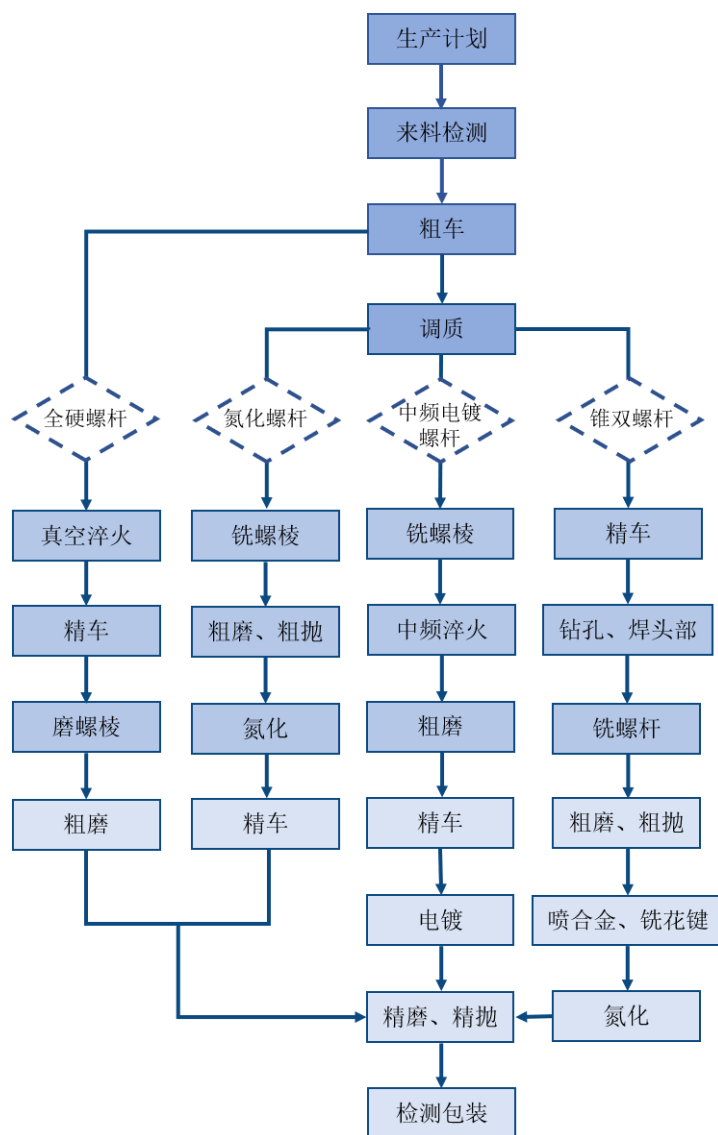 生产计划
来料检测
粗车
调质
全硬螺杆
氮化螺杆
中频电镀
螺杆
锥双螺杆
真空淬火
铣螺棱
铣螺棱
精车
精车
粗磨、粗抛
中频淬火
钻孔、焊头部
磨螺棱
氮化
粗磨
铣螺杆
粗磨
精车
精车
粗磨、粗抛
电镀
喷合金、铣花键
精磨、精抛
氮化
检测包装